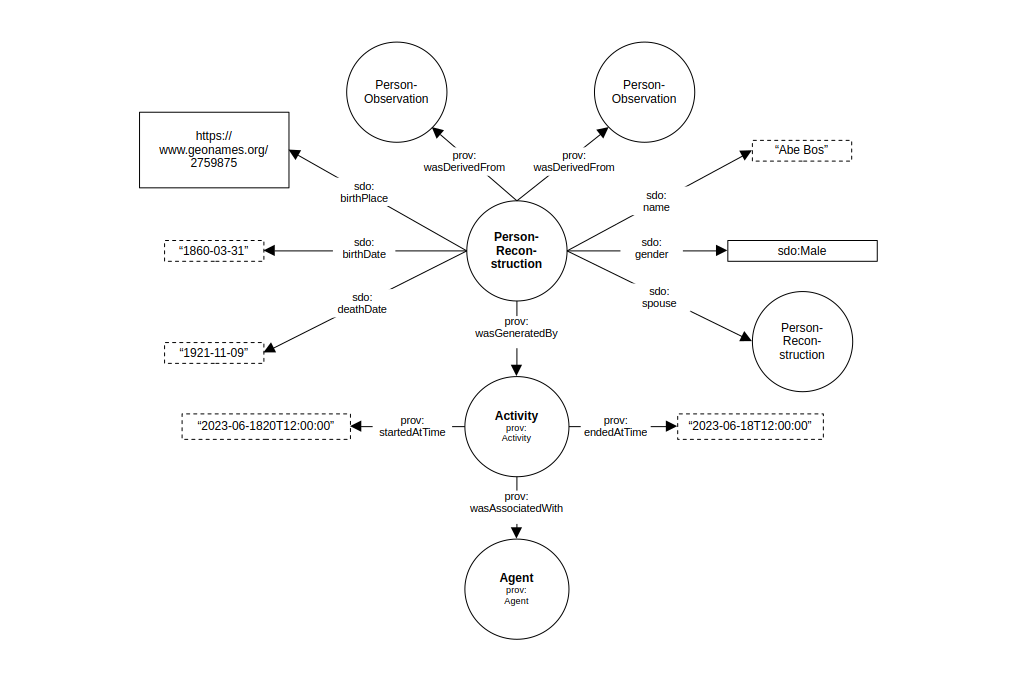 Person-
Observation
Person-
Observation
https://
www.geonames.org/
2759875
“Abe Bos”
prov:
wasDerivedFrom
prov:
wasDerivedFrom
sdo:
birthPlace
sdo:
name
“1860-03-31”
sdo:
birthDate
Person-
Recon-
struction
sdo:
gender
sdo:Male
sdo:
deathDate
sdo:
spouse
“1921-11-09”
prov:
wasGeneratedBy
Person-
Recon-
struction
“2023-06-1820T12:00:00”
prov:
startedAtTime
Activity
prov:
Activity
prov:
endedAtTime
“2023-06-18T12:00:00”
prov:
wasAssociatedWith
Agent
prov:
Agent